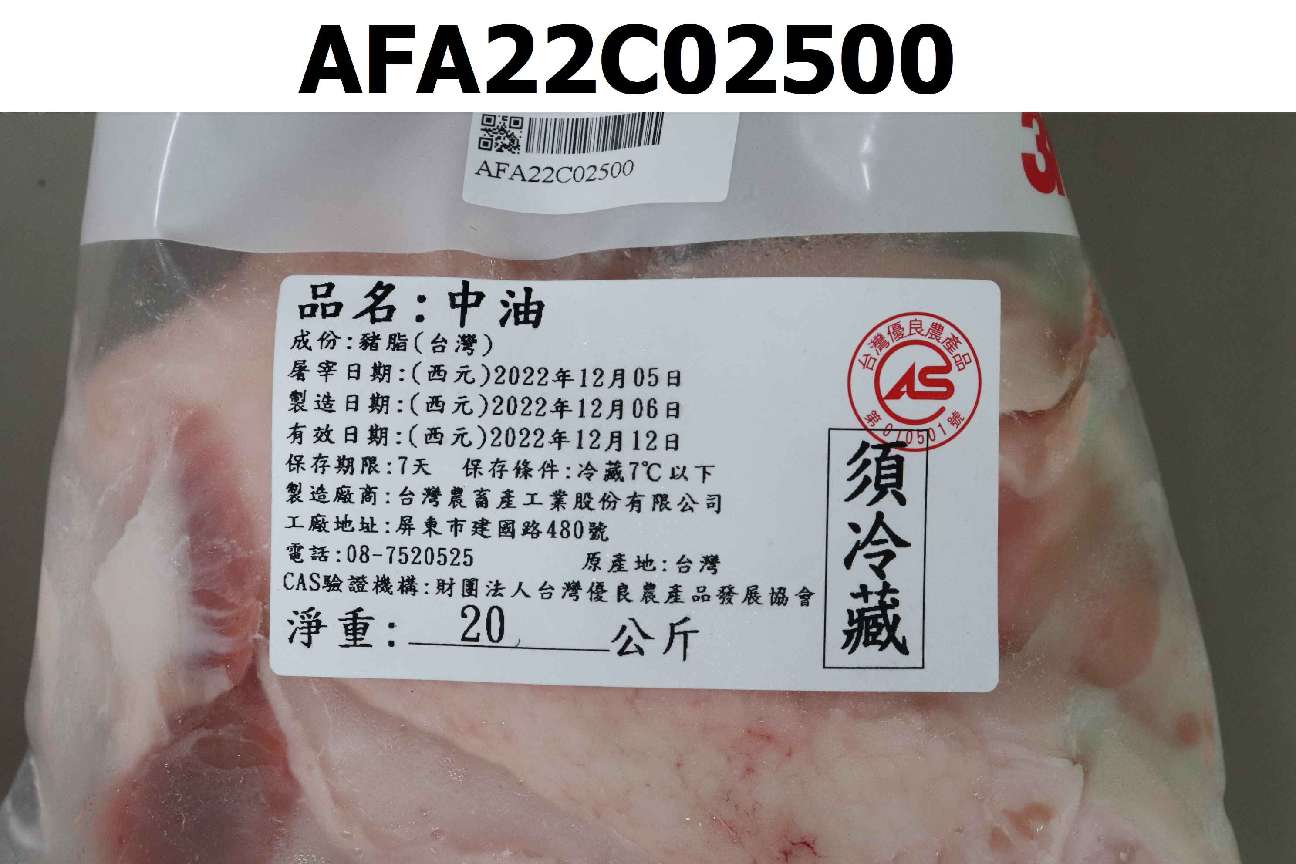 AFA22C02500
AFA22C02500
品名:中油
成份:豬脂(台灣)
屠宰日期:(西元)2022年12月05日
製造日期:(西元)2022年12月06日
有效日期:(西元)2022年12月12日
保存期限:7天 保存條件:冷藏7℃以下
製造廠商:台灣農畜產工業股份有限公司
工廠地址:屏東市建國路480號
電話:08-7520525 原產地:台灣
CAS驗證機構:財團法人台灣優良農產品發展協會
淨重: 20 公斤
台灣優良農產品
CAS
第010501號
須冷藏